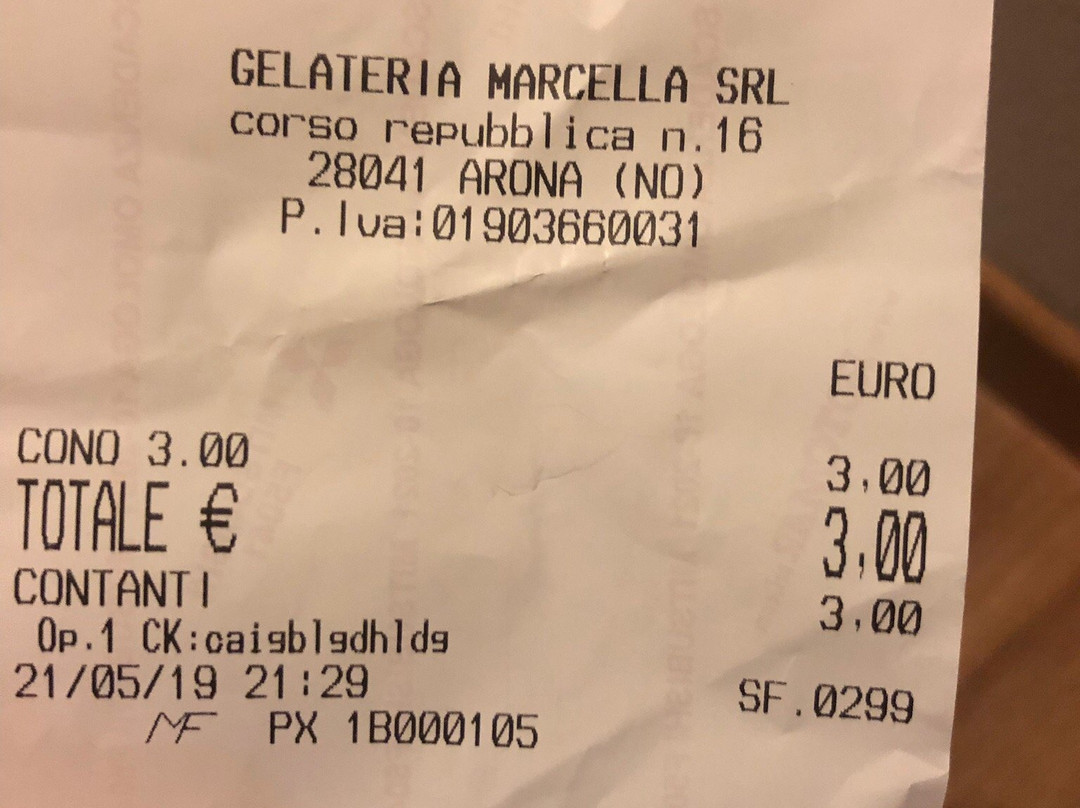 GELATERIA MARCELLA SRL
corso repubblica n.16
28041 ARONA (NO)
P.Iva:01903660031
EURO
CONO 3.00 3,00
TOTALE € 3,00
CONTANTI 3,00
Op.1 CK:caigblgdhldg
21/05/19 21:29 SF.0299
MF PX 1B000105